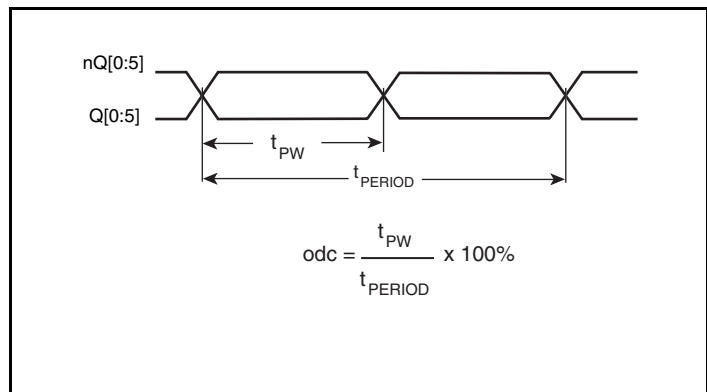 nQ[0:5]
Q[0:5]
tPW
tPERIOD
odc = tPW / tPERIOD x 100%